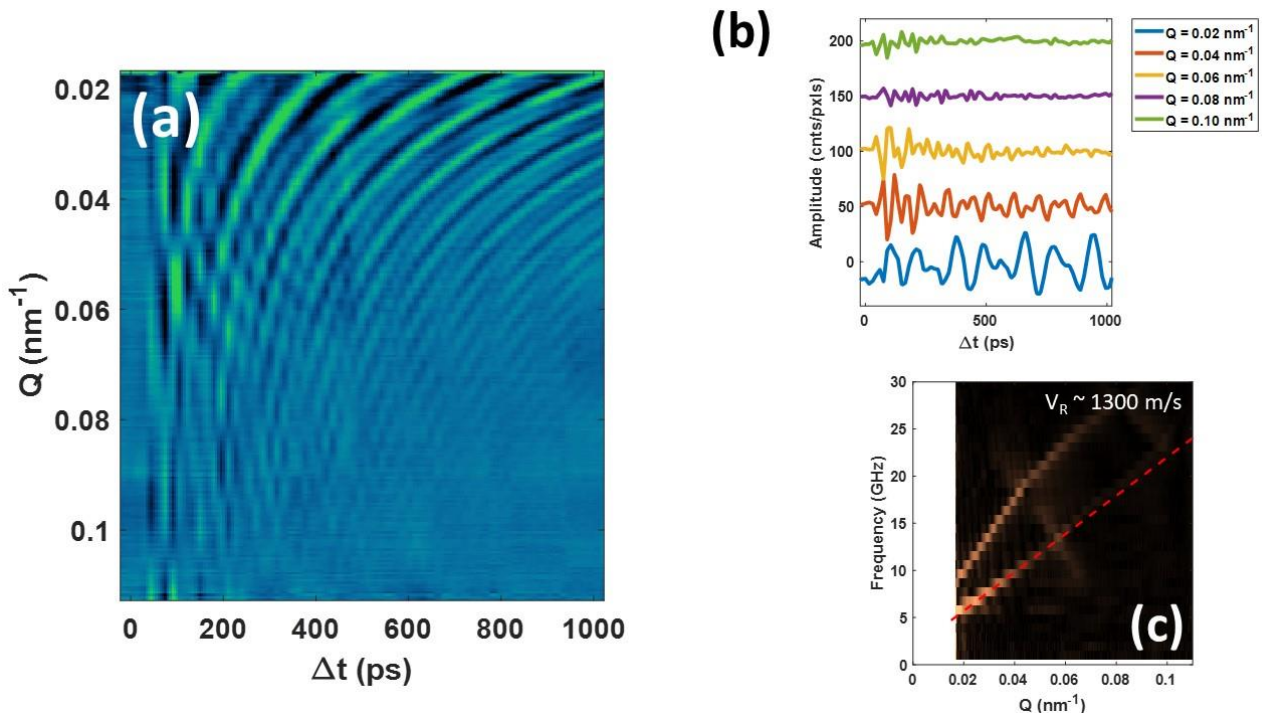 (a)
0.02
0.04
0.06
0.08
0.1
Q (nm⁻¹)
0
200
400
600
800
1000
Δt (ps)
(b)
200
150
100
50
0
Amplitude (cnts/pxls)
0
500
1000
Δt (ps)
Q = 0.02 nm⁻¹
Q = 0.04 nm⁻¹
Q = 0.06 nm⁻¹
Q = 0.08 nm⁻¹
Q = 0.10 nm⁻¹
V_R ~ 1300 m/s
30
25
20
15
10
5
0
Frequency (GHz)
(c)
0
0.02
0.04
0.06
0.08
0.1
Q (nm⁻¹)